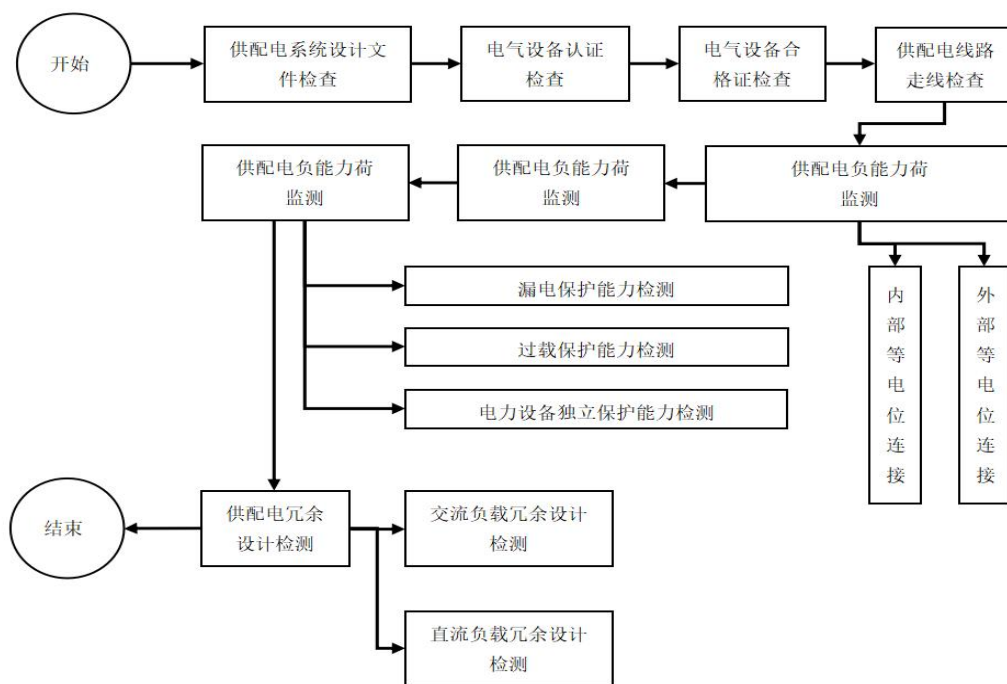 开始
供配电系统设计文
件检查
电气设备认证
检查
电气设备合
格证检查
供配电线路
走线检查
供配电负能力荷
监测
供配电负能力荷
监测
供配电负能力荷
监测
漏电保护能力检测
过载保护能力检测
电力设备独立保护能力检测
内部等电位连接
外部等电位连接
结束
供配电冗余
设计检测
交流负载冗余设计
检测
直流负载冗余设计
检测